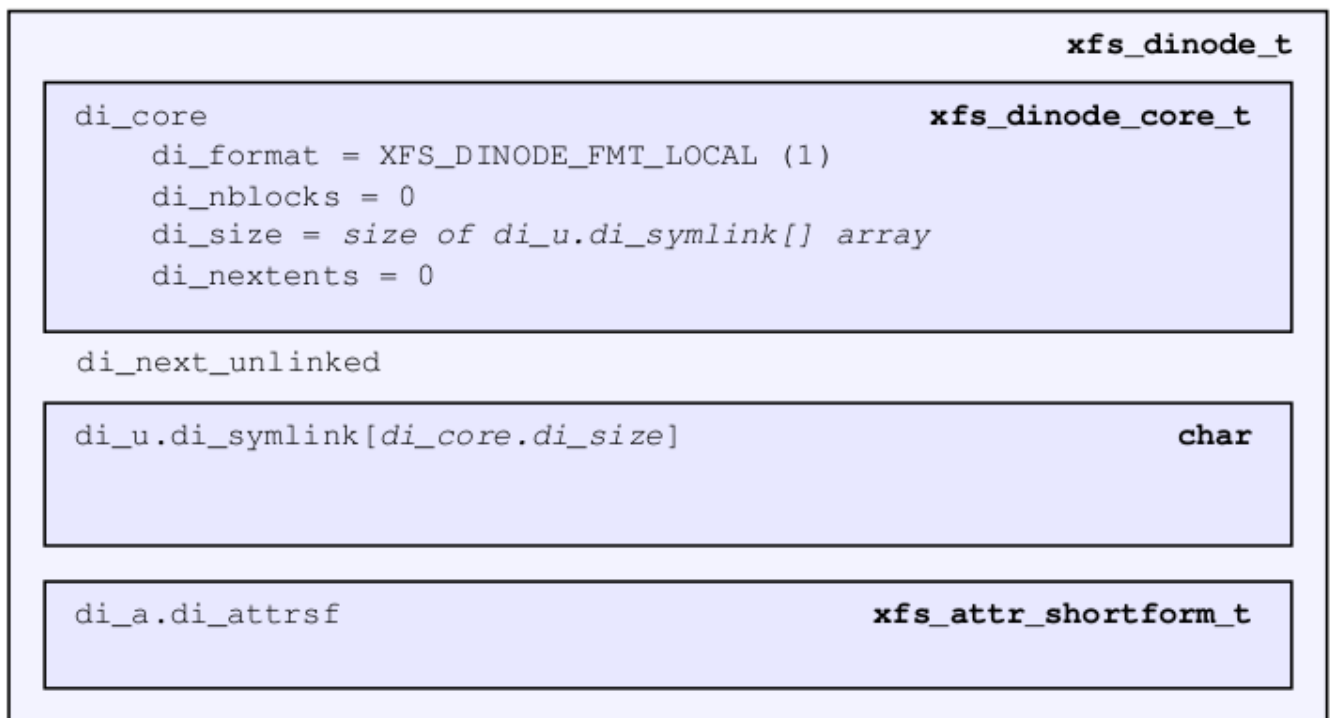 xfs_dinode_t
di_core xfs_dinode_core_t
di_format = XFS_DINODE_FMT_LOCAL (1)
di_nblocks = 0
di_size = size of di_u.di_symlink[] array
di_nextents = 0
di_next_unlinked
di_u.di_symlink[di_core.di_size] char
di_a.di_attrsf xfs_attr_shortform_t